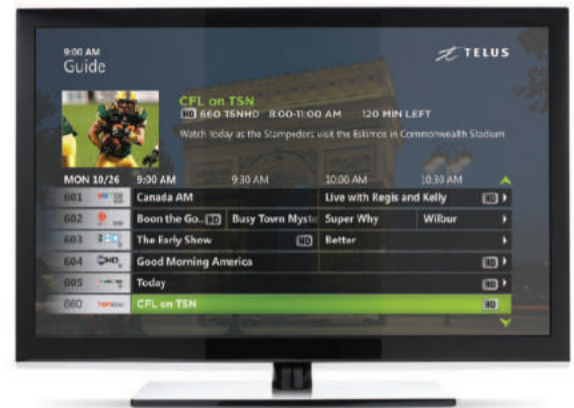 9:00 AM
Guide
TELUS
CFL on TSN
HD 660 TSNHD 8:00-11:00 AM 120 MIN LEFT
Watch today as the Stampeders visit the Eskimos in Commonwealth Stadium
MON 10/26 9:00 AM 9:30 AM 10:00 AM 10:30 AM
601 Canada AM Live with Regis and Kelly HD
602 Boon the Go... HD Busy Town Myste Super Why Wilbur
603 HD The Early Show HD Better
604 HD Good Morning America HD
605 Today HD
660 CFL on TSN HD